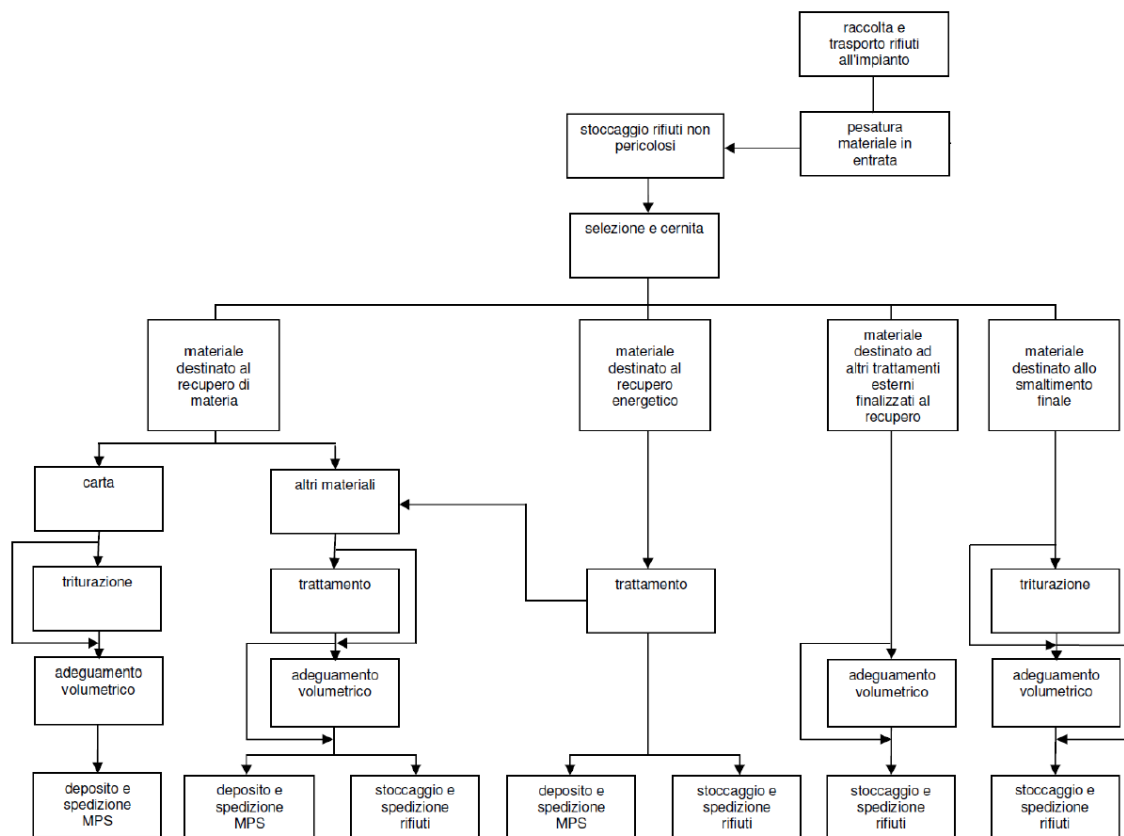 raccolta e
trasporto rifiuti
all'impianto
stoccaggio rifiuti non
pericolosi
pesatura
materiale in
entrata
selezione e cernita
materiale
destinato al
recupero di
materia
materiale
destinato al
recupero
energetico
materiale
destinato ad
altri trattamenti
esterni
finalizzati al
recupero
materiale
destinato allo
smaltimento
finale
carta
altri materiali
triturazione
trattamento
trattamento
triturazione
adeguamento
volumetrico
adeguamento
volumetrico
adeguamento
volumetrico
adeguamento
volumetrico
deposito e
spedizione
MPS
deposito e
spedizione
MPS
stoccaggio e
spedizione
rifiuti
deposito e
spedizione
MPS
stoccaggio e
spedizione
rifiuti
stoccaggio e
spedizione
rifiuti
stoccaggio e
spedizione
rifiuti